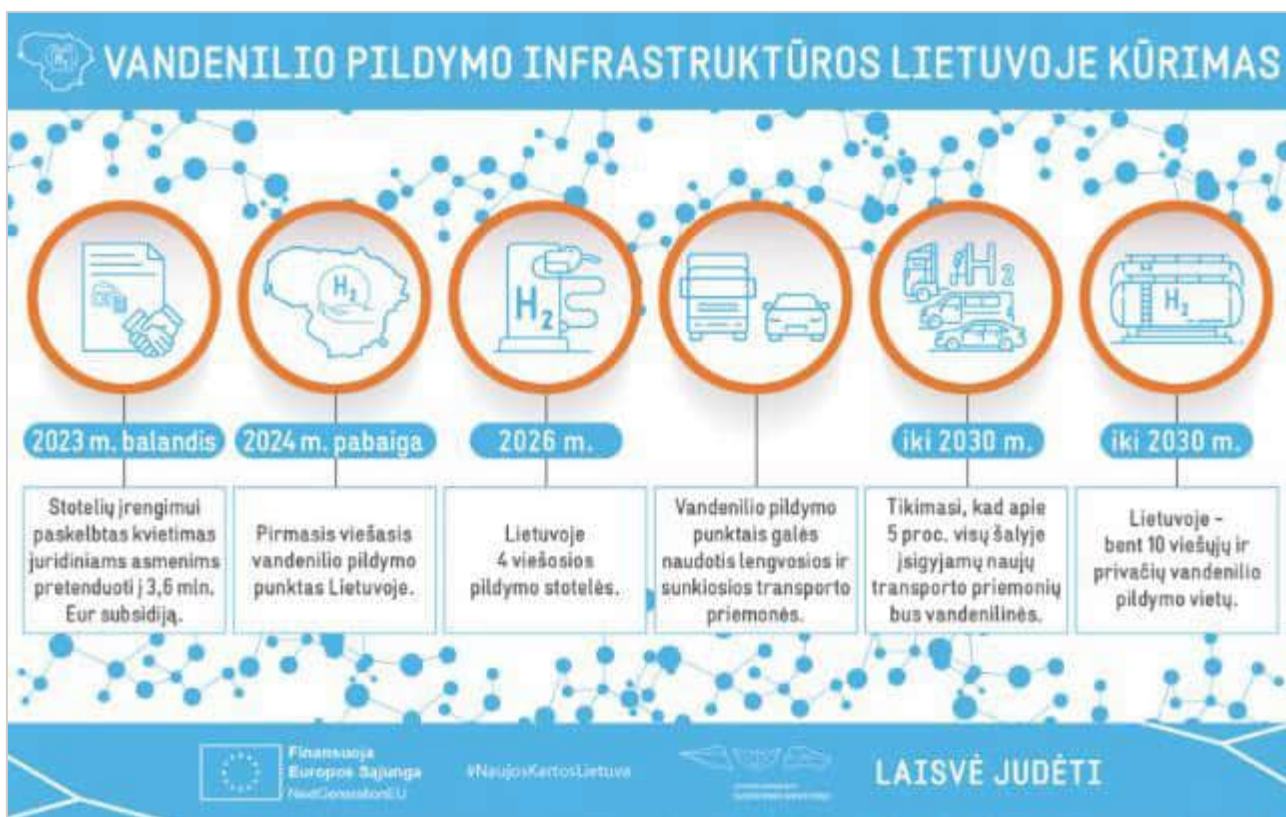 VANDENILIO PILDYMO INFRASTRUKTŪROS LIETUVOJE KŪRIMAS
H₂
H₂
H₂
H₂
2023 m. balandis
2024 m. pabaiga
2026 m.
iki 2030 m.
iki 2030 m.
Stotelių įrengimui
paskelbtas kvietimas
juridiniams asmenims
pretenduoti į 3,6 mln.
Eur subsidiją.
Pirmasis viešasis
vandenilio pildymo
punktas Lietuvoje.
Lietuvoje
4 viešosios
pildymo stotelės.
Vandenilio pildymo
punktais galės
naudotis lengvosios ir
sunkiosios transporto
priemonės.
Tikimasi, kad apie
5 proc. visų šalyje
įsigyjamų naujų
transporto priemonių
bus vandenilinės.
Lietuvoje –
bent 10 viešųjų ir
privačių vandenilio
pildymo vietų.
Finansuoja
Europos Sąjunga
NextGenerationEU
#NaujosKartosLietuva
LAISVĖ JUDĖTI